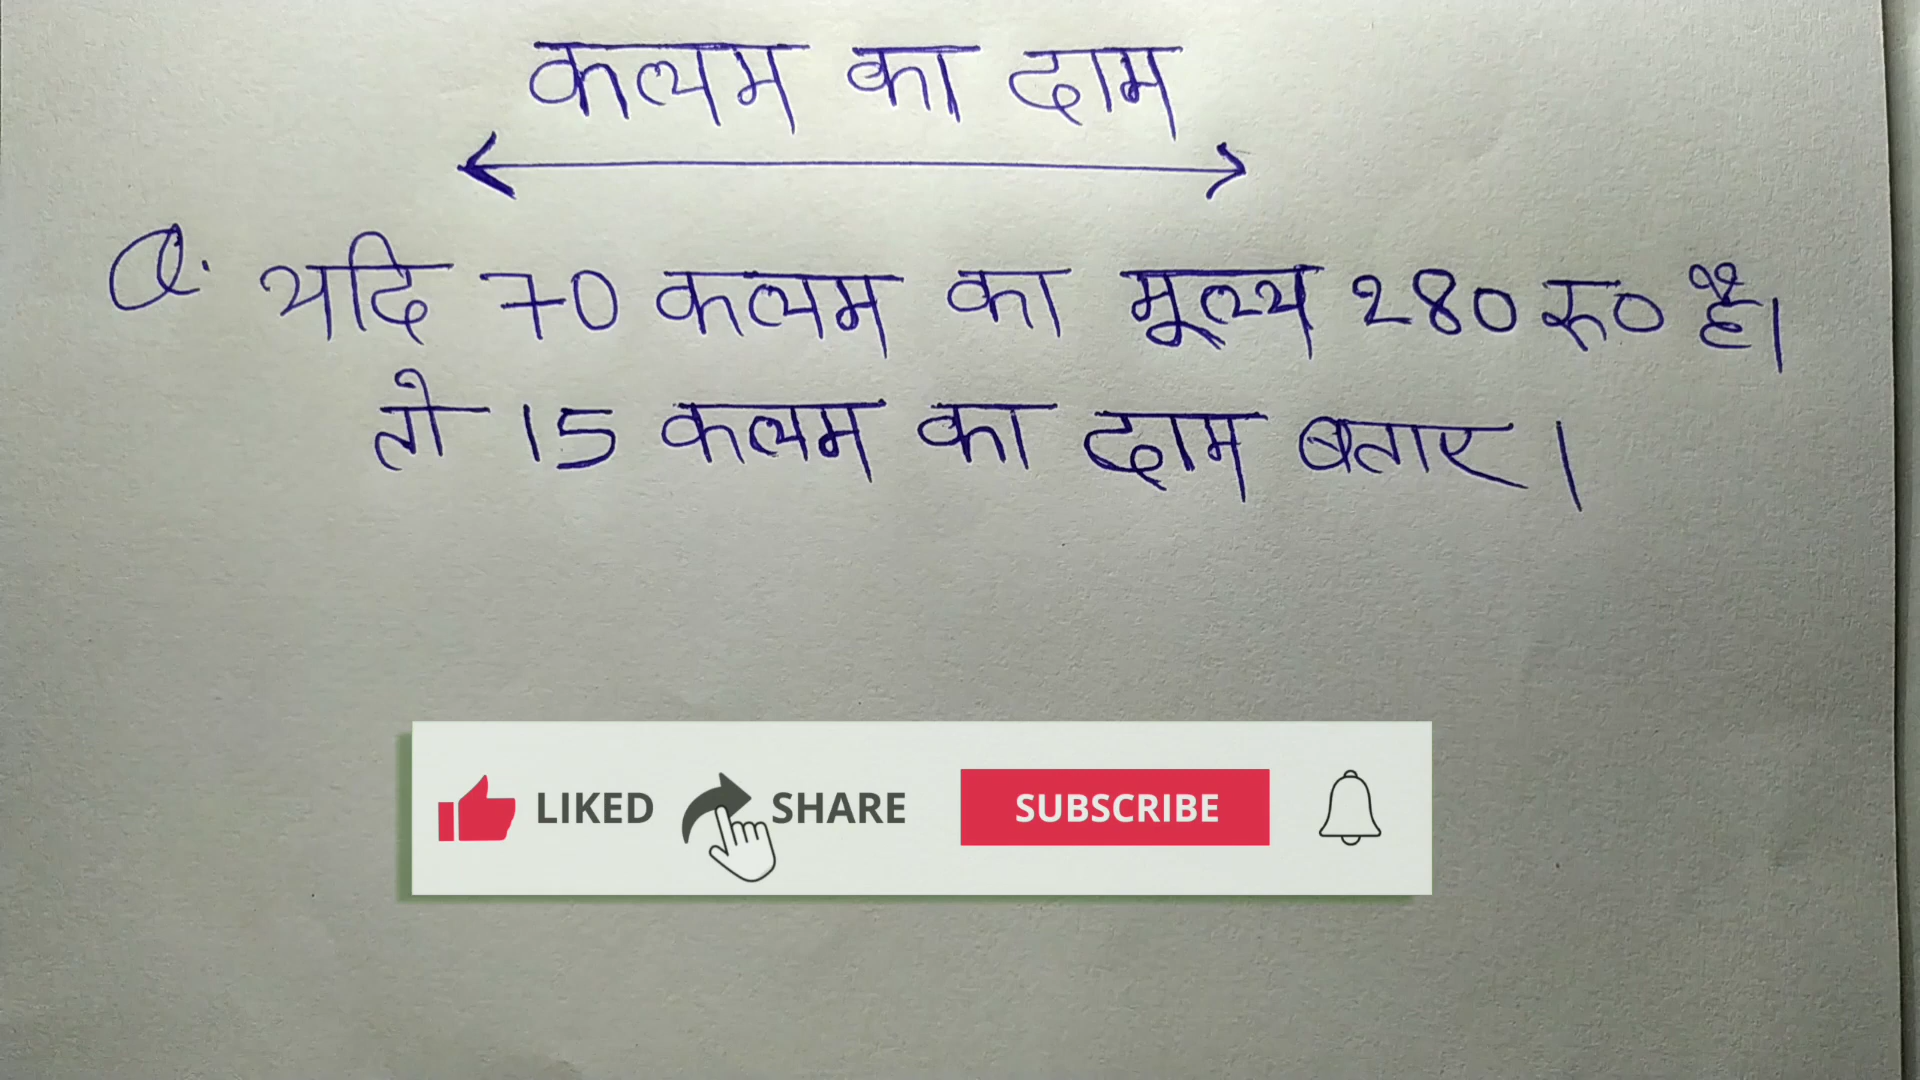 कलम का दाम
Q. यदि 70 कलम का मूल्य 280 रु० है।
तो 15 कलम का दाम बताए।
LIKED SHARE SUBSCRIBE